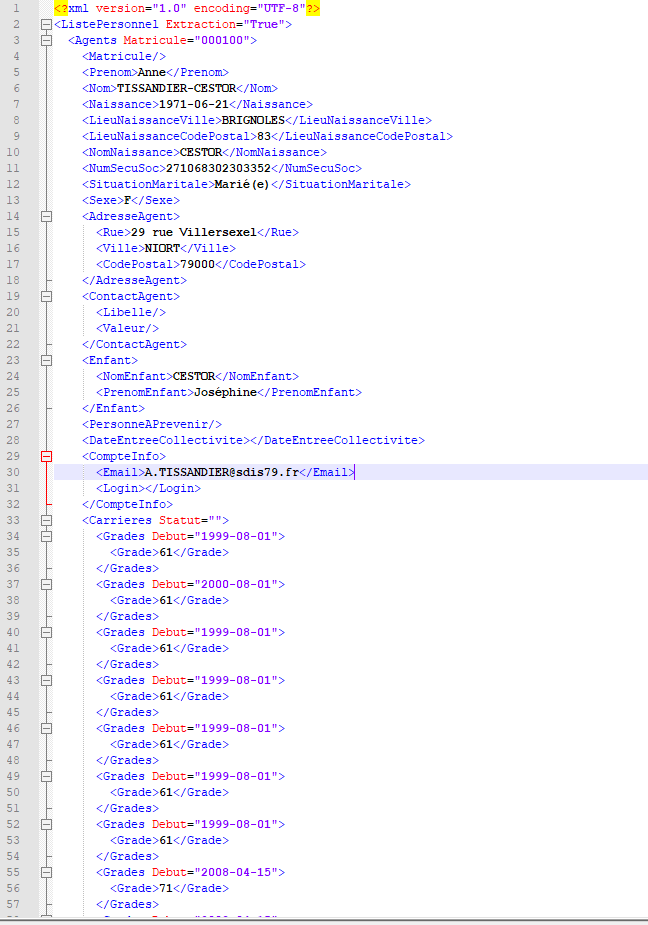 1 <?xml version="1.0" encoding="UTF-8"?>
2 <ListePersonnel Extraction="True">
3 <Agents Matricule="000100">
4 <Matricule/>
5 <Prenom>Anne</Prenom>
6 <Nom>TISSANDIER-CESTOR</Nom>
7 <Naissance>1971-06-21</Naissance>
8 <LieuNaissanceVille>BRIGNOLES</LieuNaissanceVille>
9 <LieuNaissanceCodePostal>83</LieuNaissanceCodePostal>
10 <NomNaissance>CESTOR</NomNaissance>
11 <NumSecuSoc>271068302303352</NumSecuSoc>
12 <SituationMaritale>Marié(e)</SituationMaritale>
13 <Sexe>F</Sexe>
14 <AdresseAgent>
15 <Rue>29 rue Villersexel</Rue>
16 <Ville>NIORT</Ville>
17 <CodePostal>79000</CodePostal>
18 </AdresseAgent>
19 <ContactAgent>
20 <Libelle/>
21 <Valeur/>
22 </ContactAgent>
23 <Enfant>
24 <NomEnfant>CESTOR</NomEnfant>
25 <PrenomEnfant>Joséphine</PrenomEnfant>
26 </Enfant>
27 <PersonneAPrevenir/>
28 <DateEntreeCollectivite></DateEntreeCollectivite>
29 <CompteInfo>
30 <Email>A.TISSANDIER@sdis79.fr</Email>
31 <Login></Login>
32 </CompteInfo>
33 <Carrieres Statut="">
34 <Grades Debut="1999-08-01">
35 <Grade>61</Grade>
36 </Grades>
37 <Grades Debut="2000-08-01">
38 <Grade>61</Grade>
39 </Grades>
40 <Grades Debut="1999-08-01">
41 <Grade>61</Grade>
42 </Grades>
43 <Grades Debut="1999-08-01">
44 <Grade>61</Grade>
45 </Grades>
46 <Grades Debut="1999-08-01">
47 <Grade>61</Grade>
48 </Grades>
49 <Grades Debut="1999-08-01">
50 <Grade>61</Grade>
51 </Grades>
52 <Grades Debut="1999-08-01">
53 <Grade>61</Grade>
54 </Grades>
55 <Grades Debut="2008-04-15">
56 <Grade>71</Grade>
57 </Grades>